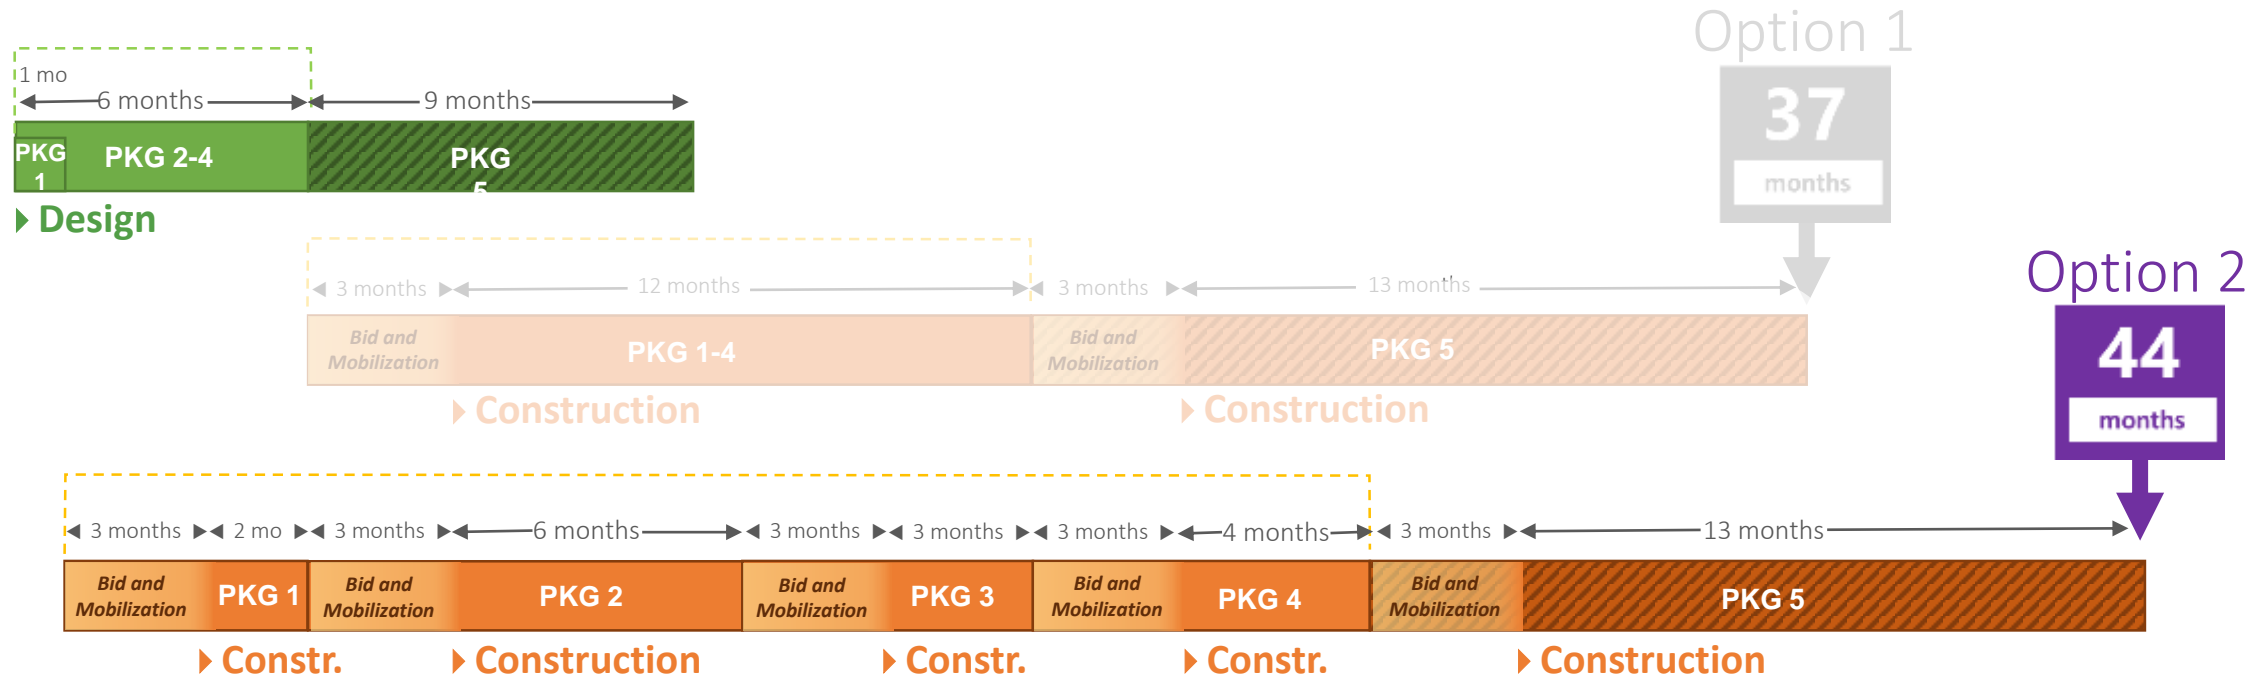 Option 1
37
months
1 mo
6 months
9 months
PKG 1
PKG 2-4
PKG 5
Design
3 months
12 months
3 months
13 months
Bid and
Mobilization
PKG 1-4
Bid and
Mobilization
PKG 5
Construction
Construction
Option 2
44
months
3 months
2 mo
3 months
6 months
3 months
3 months
3 months
4 months
3 months
13 months
Bid and
Mobilization
PKG 1
Bid and
Mobilization
PKG 2
Bid and
Mobilization
PKG 3
Bid and
Mobilization
PKG 4
Bid and
Mobilization
PKG 5
Constr.
Construction
Constr.
Constr.
Construction